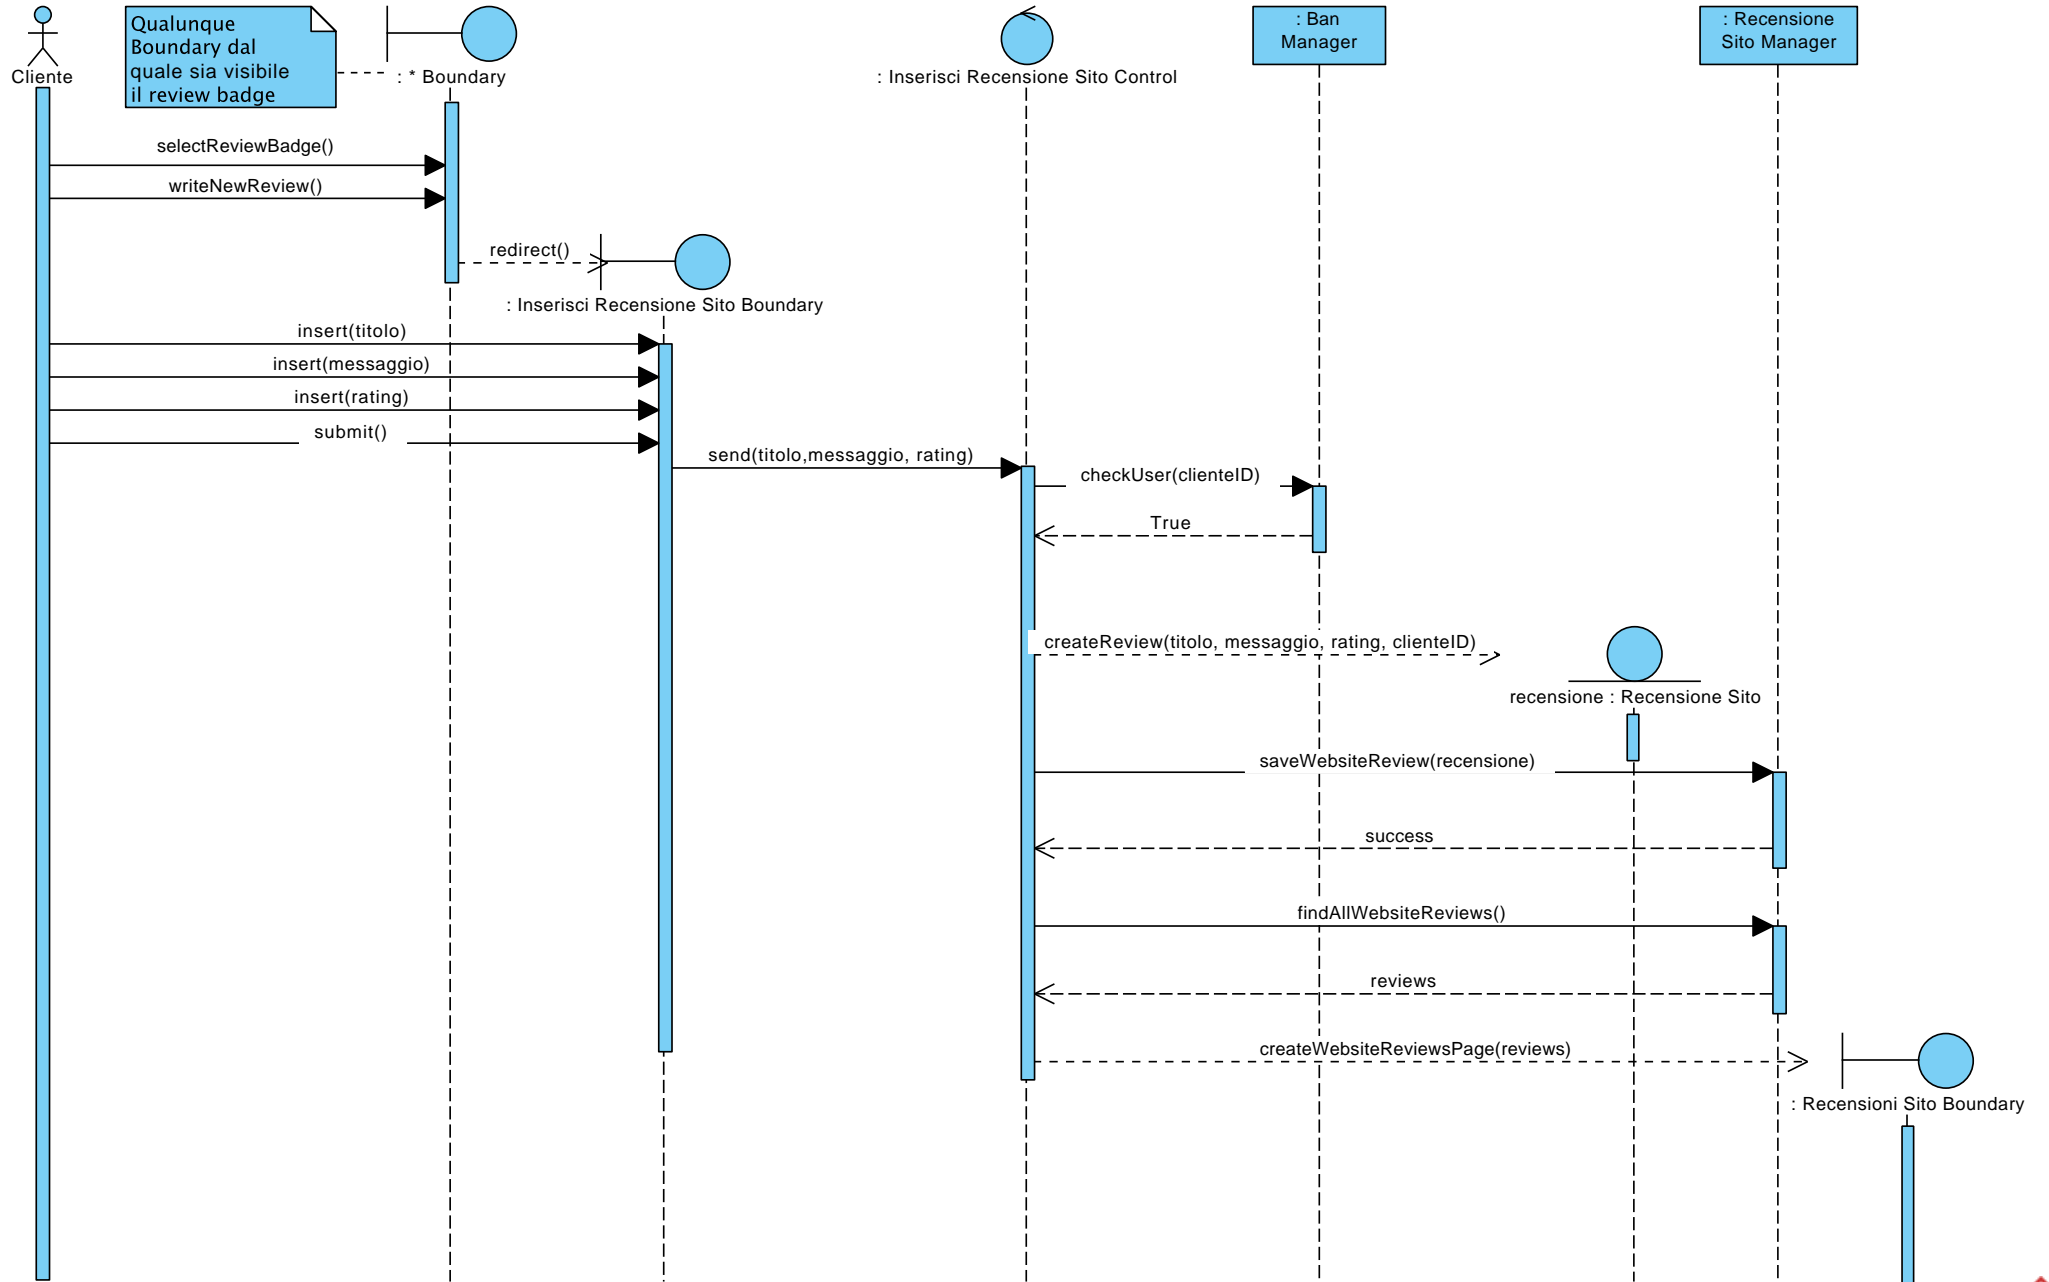 Cliente
Qualunque
Boundary dal
quale sia visibile
il review badge
: * Boundary
: Inserisci Recensione Sito Control
: Ban
Manager
: Recensione
Sito Manager
selectReviewBadge()
writeNewReview()
redirect()
: Inserisci Recensione Sito Boundary
insert(titolo)
insert(messaggio)
insert(rating)
submit()
send(titolo,messaggio, rating)
checkUser(clienteID)
True
createReview(titolo, messaggio, rating, clienteID)
recensione : Recensione Sito
saveWebsiteReview(recensione)
success
findAllWebsiteReviews()
reviews
createWebsiteReviewsPage(reviews)
: Recensioni Sito Boundary